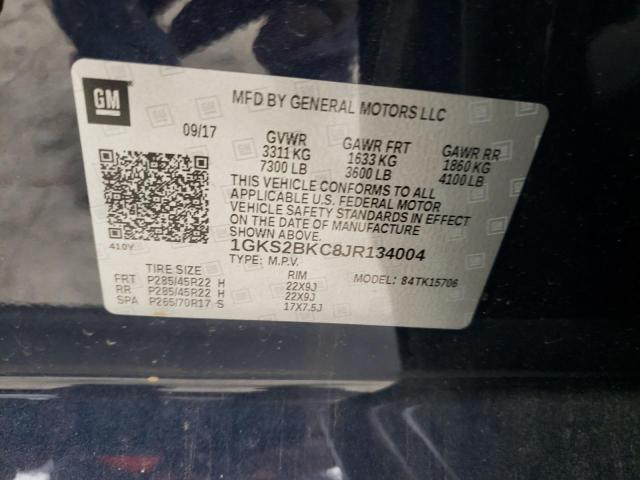 GM
MFD BY GENERAL MOTORS LLC
09/17 GVWR GAWR FRT GAWR RR
3311 KG 1633 KG 1860 KG
7300 LB 3600 LB 4100 LB
THIS VEHICLE CONFORMS TO ALL
APPLICABLE U.S. FEDERAL MOTOR
VEHICLE SAFETY STANDARDS IN EFFECT
ON THE DATE OF MANUFACTURE
SHOWN ABOVE.
1GKS2BKC8JR134004
410Y
TYPE: M.P.V. MODEL: 84TK15706
TIRE SIZE RIM
FRT P285/45R22 H 22X9J
RR P285/45R22 H 22X9J
SPA P265/70R17 S 17X7.5J